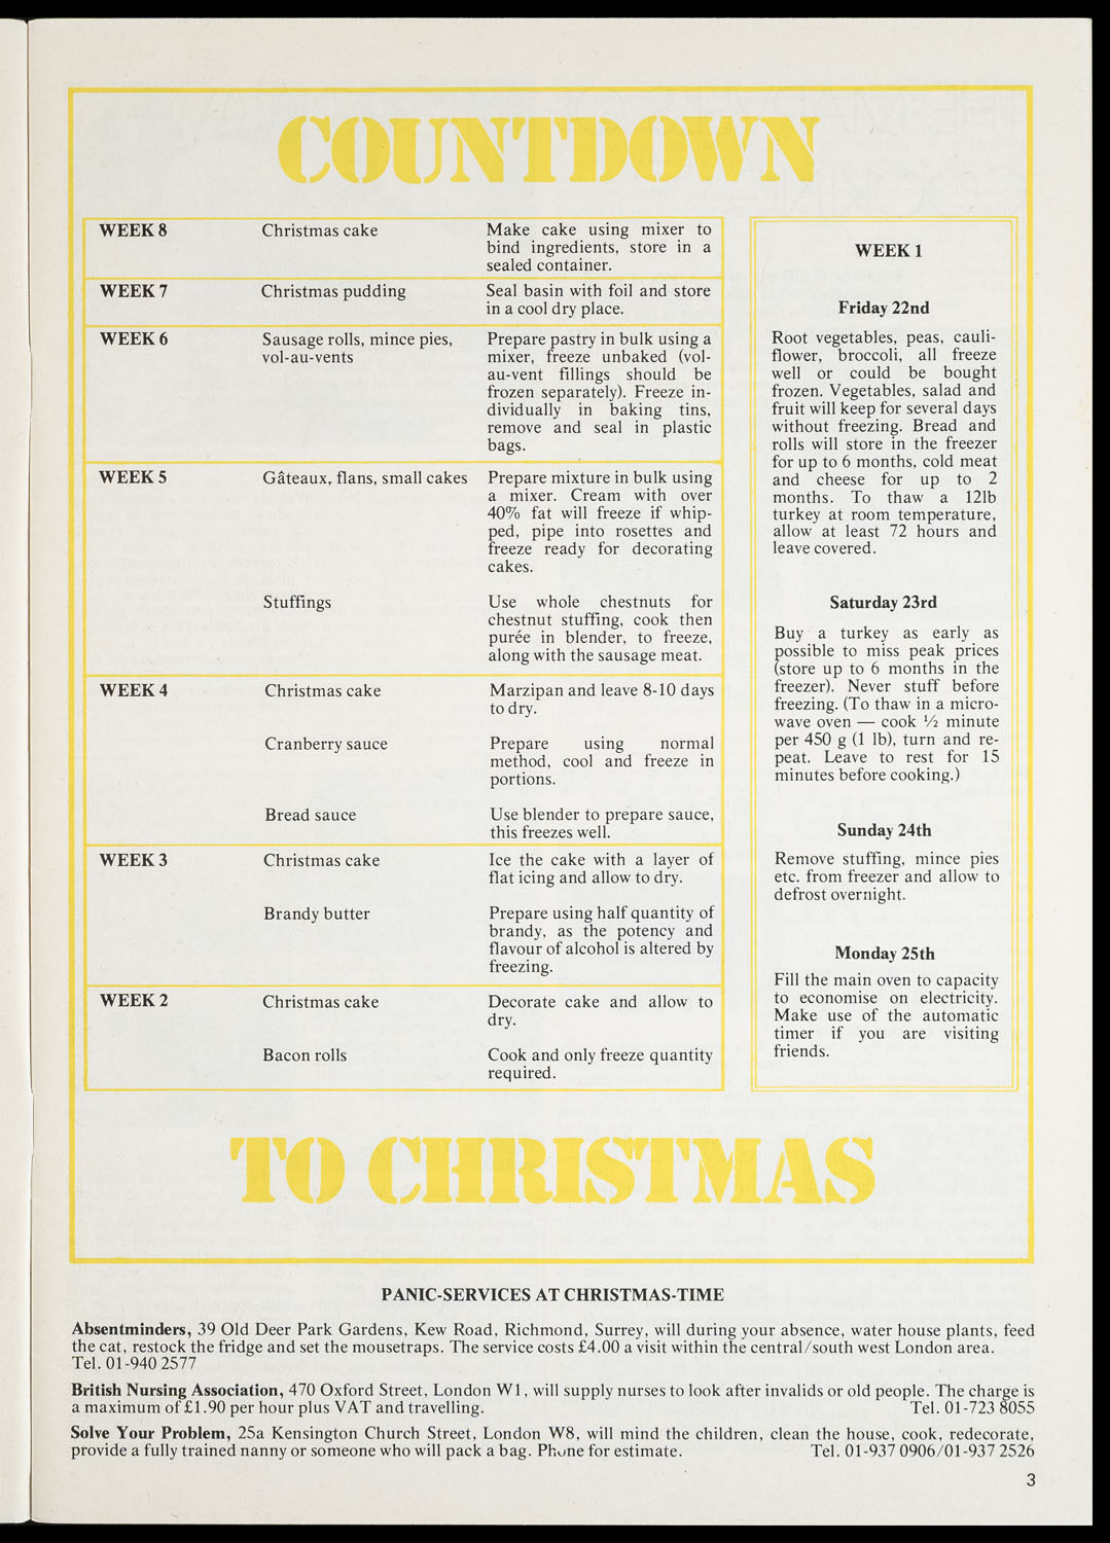 COUNTDOWN
WEEK 8
Christmas cake
Make cake using mixer to
bind ingredients, store in a
sealed container.
WEEK 7
Christmas pudding
Seal basin with foil and store
in a cool dry place.
WEEK 6
Sausage rolls, mince pies,
vol-au-vents
Prepare pastry in bulk using a
mixer, freeze unbaked (vol-
au-vent fillings should be
frozen separately). Freeze in-
dividually in baking tins,
remove and seal in plastic
bags.
WEEK 5
Gâteaux, flans, small cakes
Prepare mixture in bulk using
a mixer. Cream with over
40% fat will freeze if whip-
ped, pipe into rosettes and
freeze ready for decorating
cakes.
Stuffings
Use whole chestnuts for
chestnut stuffing, cook then
purée in blender, to freeze,
along with the sausage meat.
WEEK 4
Christmas cake
Marzipan and leave 8-10 days
to dry.
Cranberry sauce
Prepare using normal
method, cool and freeze in
portions.
Bread sauce
Use blender to prepare sauce,
this freezes well.
WEEK 3
Christmas cake
Ice the cake with a layer of
flat icing and allow to dry.
Brandy butter
Prepare using half quantity of
brandy, as the potency and
flavour of alcohol is altered by
freezing.
WEEK 2
Christmas cake
Decorate cake and allow to
dry.
Bacon rolls
Cook and only freeze quantity
required.
WEEK 1
Friday 22nd
Root vegetables, peas, cauli-
flower, broccoli, all freeze
well or could be bought
frozen. Vegetables, salad and
fruit will keep for several days
without freezing. Bread and
rolls will store in the freezer
for up to 6 months, cold meat
and cheese for up to 2
months. To thaw a 12lb
turkey at room temperature,
allow at least 72 hours and
leave covered.
Saturday 23rd
Buy a turkey as early as
possible to miss peak prices
(store up to 6 months in the
freezer). Never stuff before
freezing. (To thaw in a micro-
wave oven — cook ½ minute
per 450 g (1 lb), turn and re-
peat. Leave to rest for 15
minutes before cooking.)
Sunday 24th
Remove stuffing, mince pies
etc. from freezer and allow to
defrost overnight.
Monday 25th
Fill the main oven to capacity
to economise on electricity.
Make use of the automatic
timer if you are visiting
friends.
TO CHRISTMAS
PANIC-SERVICES AT CHRISTMAS-TIME
Absentminders, 39 Old Deer Park Gardens, Kew Road, Richmond, Surrey, will during your absence, water house plants, feed
the cat, restock the fridge and set the mousetraps. The service costs £4.00 a visit within the central/south west London area.
Tel. 01-940 2577
British Nursing Association, 470 Oxford Street, London W1, will supply nurses to look after invalids or old people. The charge is
a maximum of £1.90 per hour plus VAT and travelling. Tel. 01-723 8055
Solve Your Problem, 25a Kensington Church Street, London W8, will mind the children, clean the house, cook, redecorate,
provide a fully trained nanny or someone who will pack a bag. Phone for estimate. Tel. 01-937 0906/01-937 2526
3